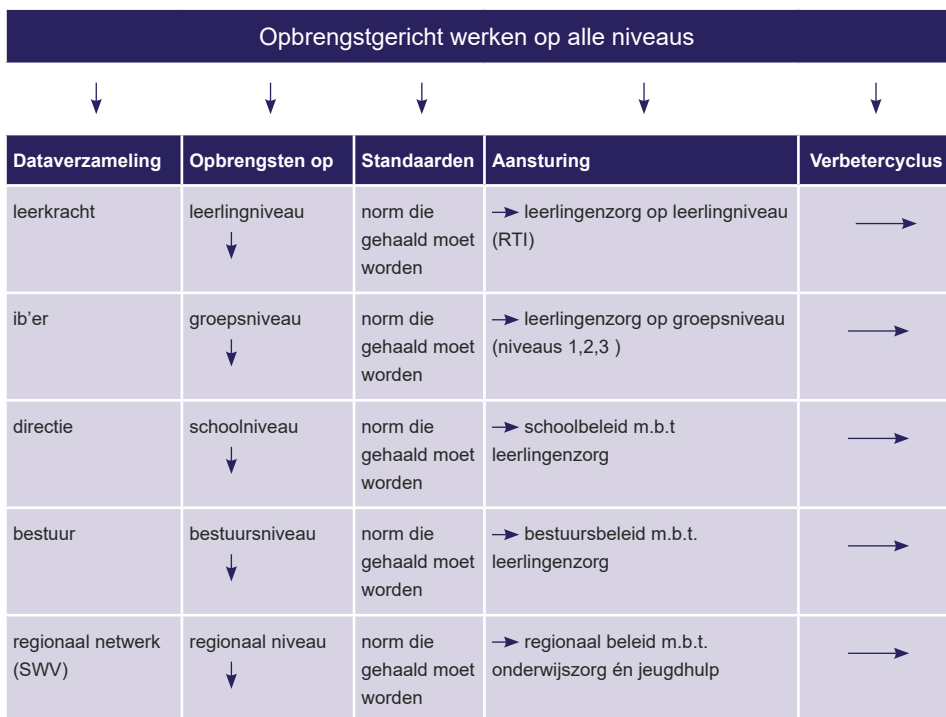 Opbrengstgericht werken op alle niveaus
Dataverzameling Opbrengsten op Standaarden Aansturing Verbetercyclus
leerkracht
leerlingniveau
norm die
gehaald moet
worden
leerlingenzorg op leerlingniveau
(RTI)
ib'er
groepsniveau
norm die
gehaald moet
worden
leerlingenzorg op groepsniveau
(niveaus 1,2,3 )
directie
schoolniveau
norm die
gehaald moet
worden
schoolbeleid m.b.t
leerlingenzorg
bestuur
bestuursniveau
norm die
gehaald moet
worden
bestuursbeleid m.b.t.
leerlingenzorg
regionaal netwerk
(SWV)
regionaal niveau
norm die
gehaald moet
worden
regionaal beleid m.b.t.
onderwijszorg én jeugdhulp